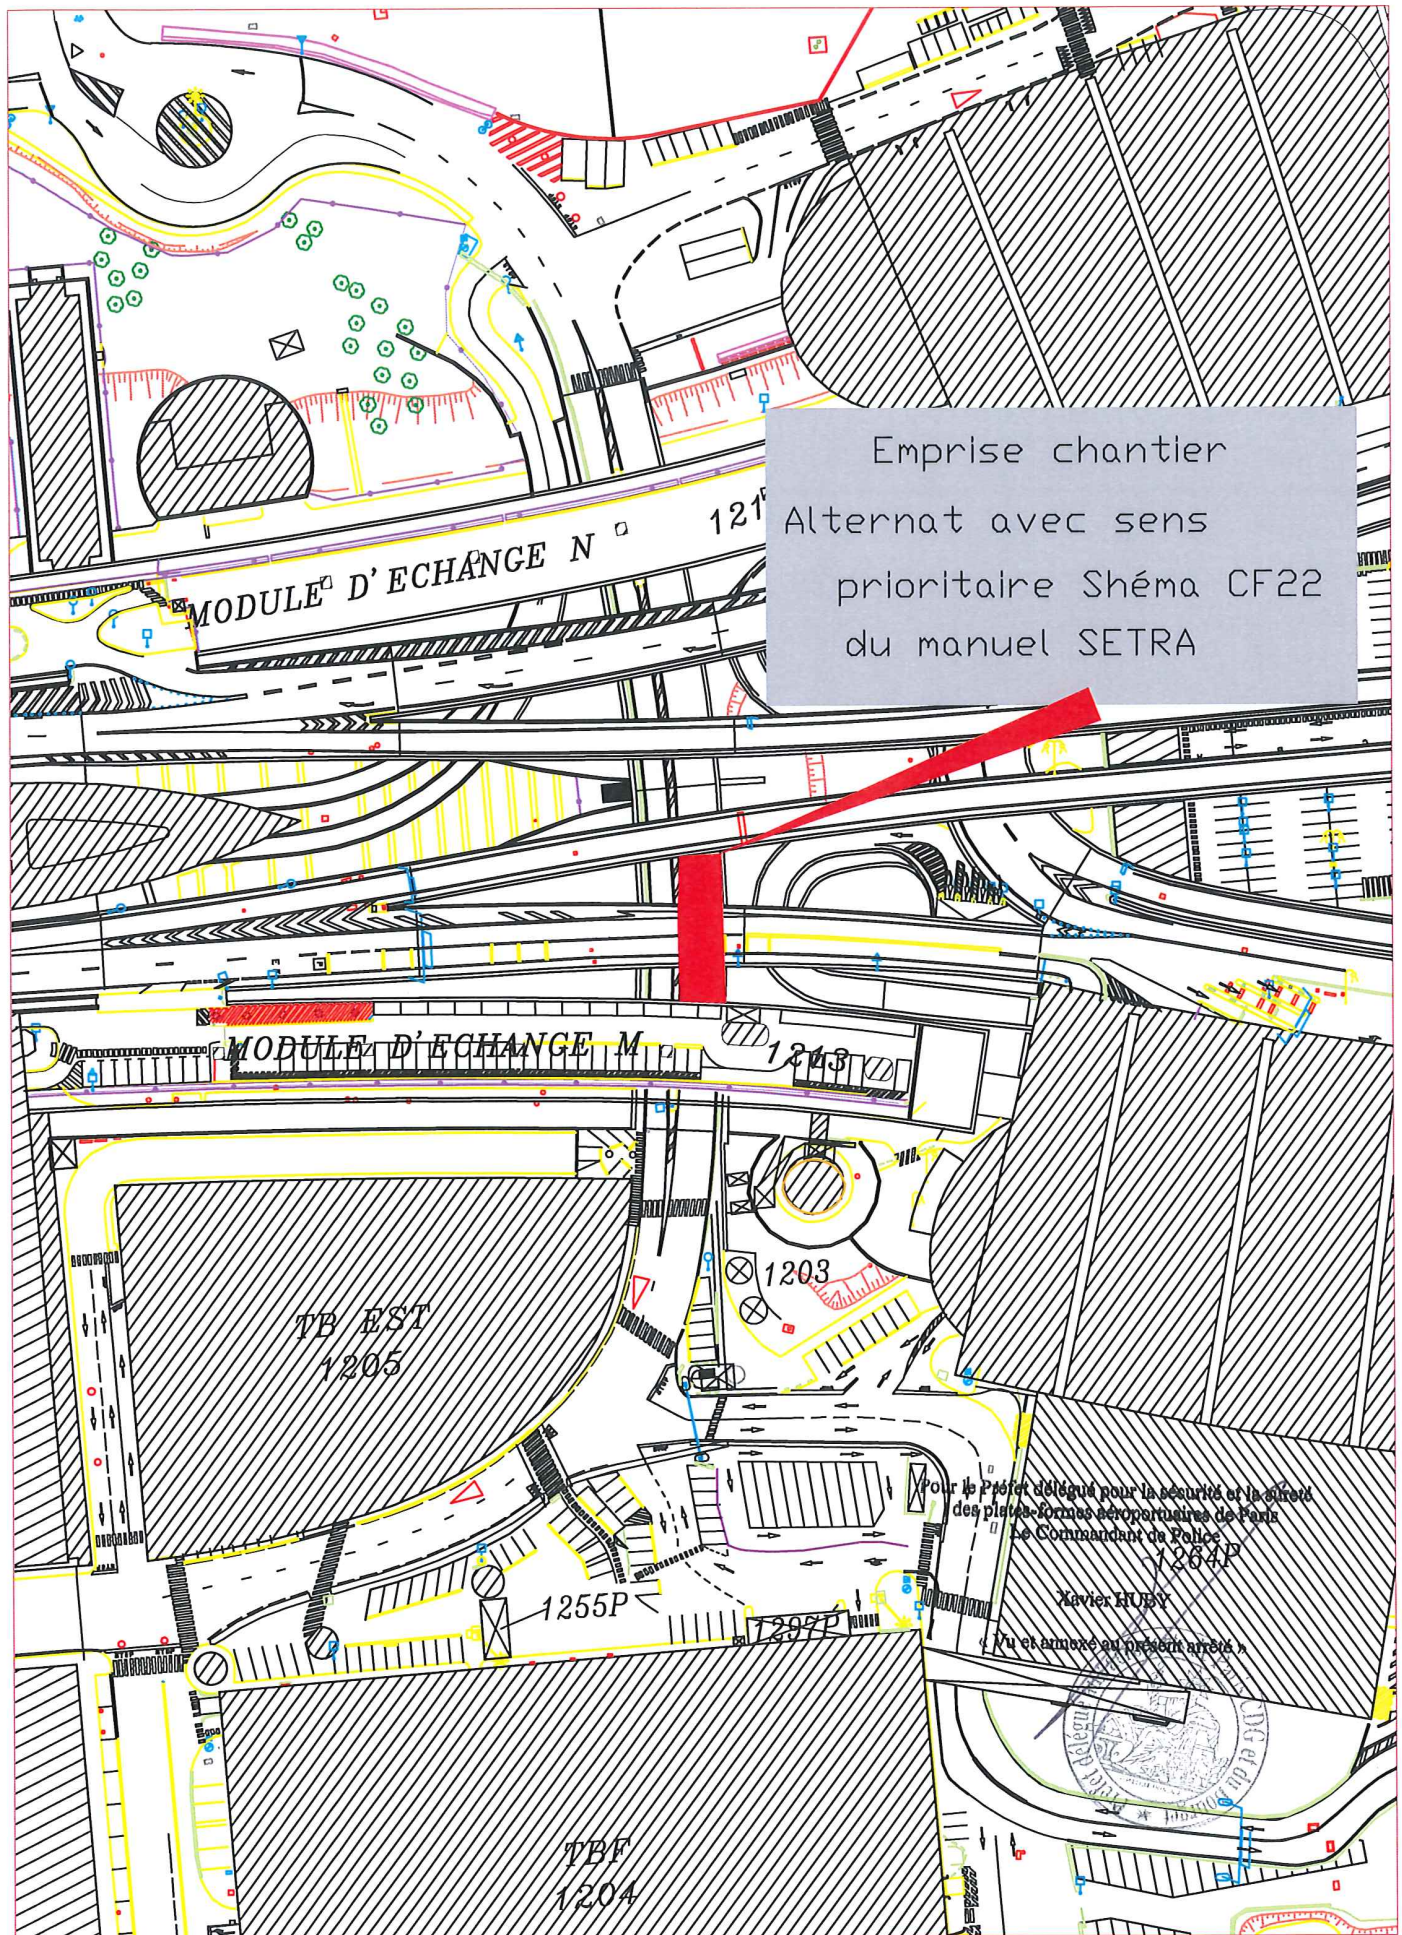 Emprise chantier
Alternat avec sens
prioritaire Shéma CF22
du manuel SETRA
121
MODULE D'ECHANGE N
MODULE D'ECHANGE M
1213
1203
TB EST
1205
Pour le Préfet délégué pour la sécurité et la sûreté
des plates-formes aéroportuaires de Paris
Le Commandant de Police
1264P
Xavier HUBY
« Vu et annexé au présent arrêté »
1255P
1297P
TBF
1204